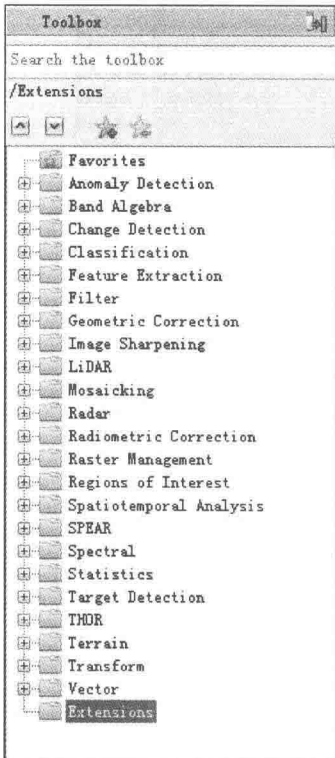 Toolbox
Search the toolbox
/Extensions
Favorites
Anomaly Detection
Band Algebra
Change Detection
Classification
Feature Extraction
Filter
Geometric Correction
Image Sharpening
LiDAR
Mosaicking
Radar
Radiometric Correction
Raster Management
Regions of Interest
Spatiotemporal Analysis
SPEAR
Spectral
Statistics
Target Detection
THOR
Terrain
Transform
Vector
Extensions